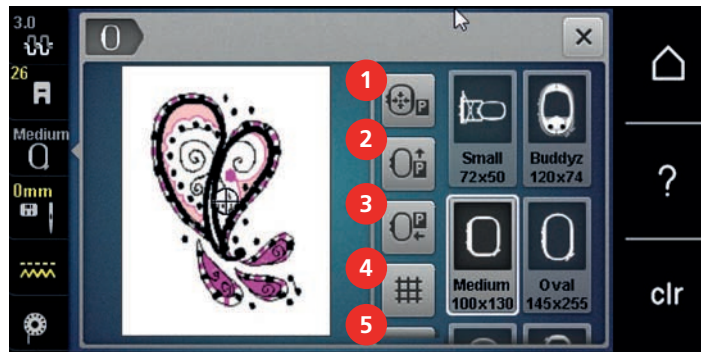 3.0
26
Medium
0mm
1
P
2
P
3
P
4
5
Small
72x50
Buddyz
120x74
Medium
100x130
Oval
145x255
?
clr